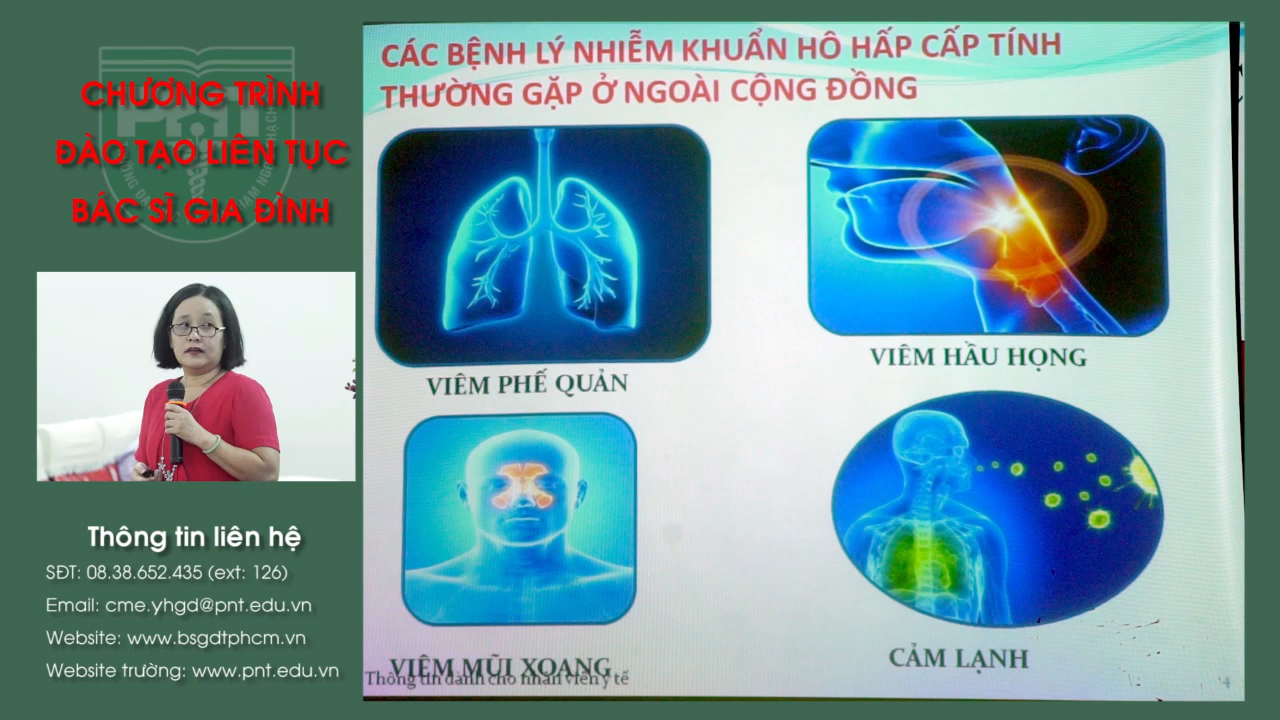 CHƯƠNG TRÌNH
ĐÀO TẠO LIÊN TỤC
BÁC SĨ GIA ĐÌNH
Thông tin liên hệ
SĐT: 08.38.652.435 (ext: 126)
Email: cme.yhgd@pnt.edu.vn
Website: www.bsgdtphcm.vn
Website trường: www.pnt.edu.vn
CÁC BỆNH LÝ NHIỄM KHUẨN HÔ HẤP CẤP TÍNH
THƯỜNG GẶP Ở NGOÀI CỘNG ĐỒNG
VIÊM PHẾ QUẢN
VIÊM HẦU HỌNG
VIÊM MŨI XOANG
CẢM LẠNH
Thông tin dành cho nhân viên y tế
4